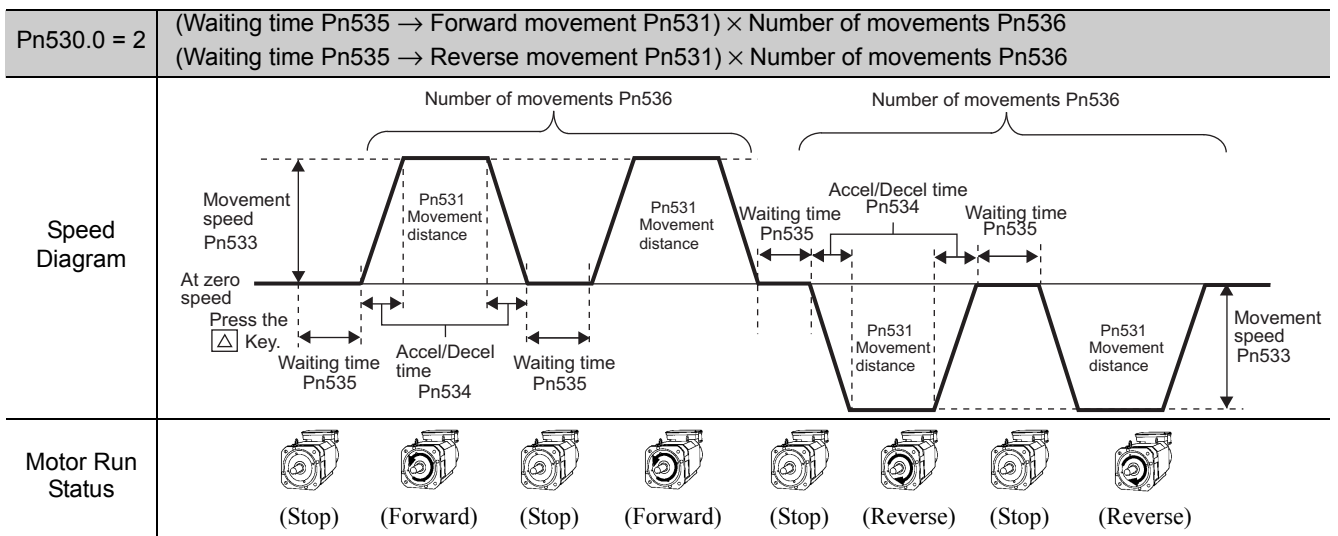 Pn530.0 = 2
(Waiting time Pn535 → Forward movement Pn531) × Number of movements Pn536
(Waiting time Pn535 → Reverse movement Pn531) × Number of movements Pn536
Speed
Diagram
Number of movements Pn536
Number of movements Pn536
Movement
speed
Pn533
Pn531
Movement
distance
Pn531
Movement
distance
Accel/Decel time
Pn534
Waiting time
Pn535
Waiting time
Pn535
At zero
speed
Press the
△ Key.
Waiting time
Pn535
Accel/Decel
time
Pn534
Waiting time
Pn535
Pn531
Movement
distance
Pn531
Movement
distance
Movement
speed
Pn533
Motor Run
Status
(Stop)
(Forward)
(Stop)
(Forward)
(Stop)
(Reverse)
(Stop)
(Reverse)